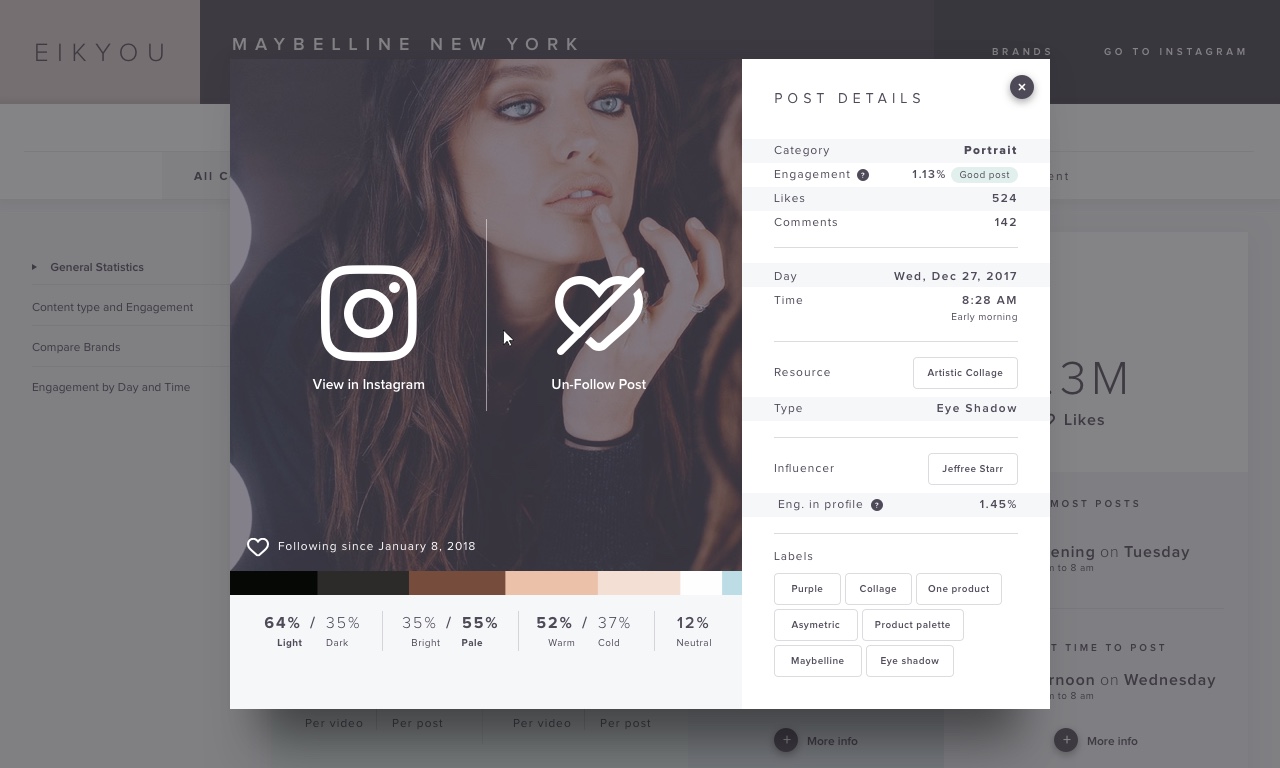 EIKYOU
MAYBELLINE NEW YORK
BRANDS
GO TO INSTAGRAM
All C
ent
General Statistics
Content type and Engagement
Compare Brands
Engagement by Day and Time
View in Instagram
Un-Follow Post
Following since January 8, 2018
64% / 35%
Light Dark
35% / 55%
Bright Pale
52% / 37%
Warm Cold
12%
Neutral
POST DETAILS
Category Portrait
Engagement ? 1.13% Good post
Likes 524
Comments 142
Day Wed, Dec 27, 2017
Time 8:28 AM
Early morning
Resource Artistic Collage
Type Eye Shadow
Influencer Jeffree Starr
Eng. in profile ? 1.45%
Labels
Purple Collage One product
Asymetric Product palette
Maybelline Eye shadow
.3M
Likes
MOST POSTS
ening on Tuesday
m to 8 am
T TIME TO POST
rnoon on Wednesday
m to 8 am
Per video Per post Per video Per post
More info
More info